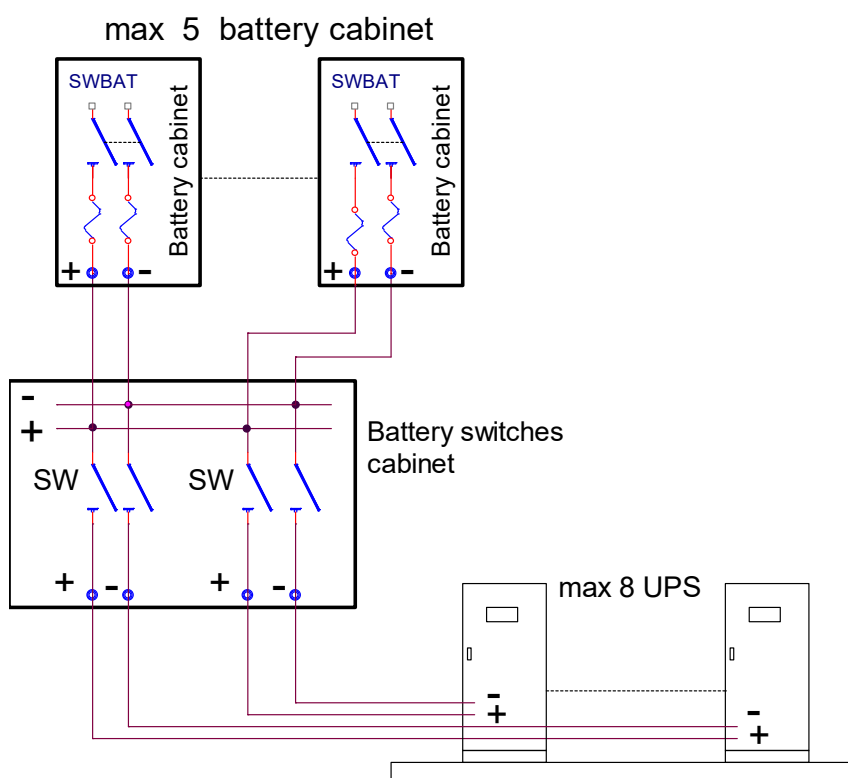 max 5 battery cabinet
SWBAT
Battery cabinet
+ -
SWBAT
Battery cabinet
+ -
-
+
Battery switches
cabinet
SW
SW
+ -
+ -
max 8 UPS
-
+
-
+